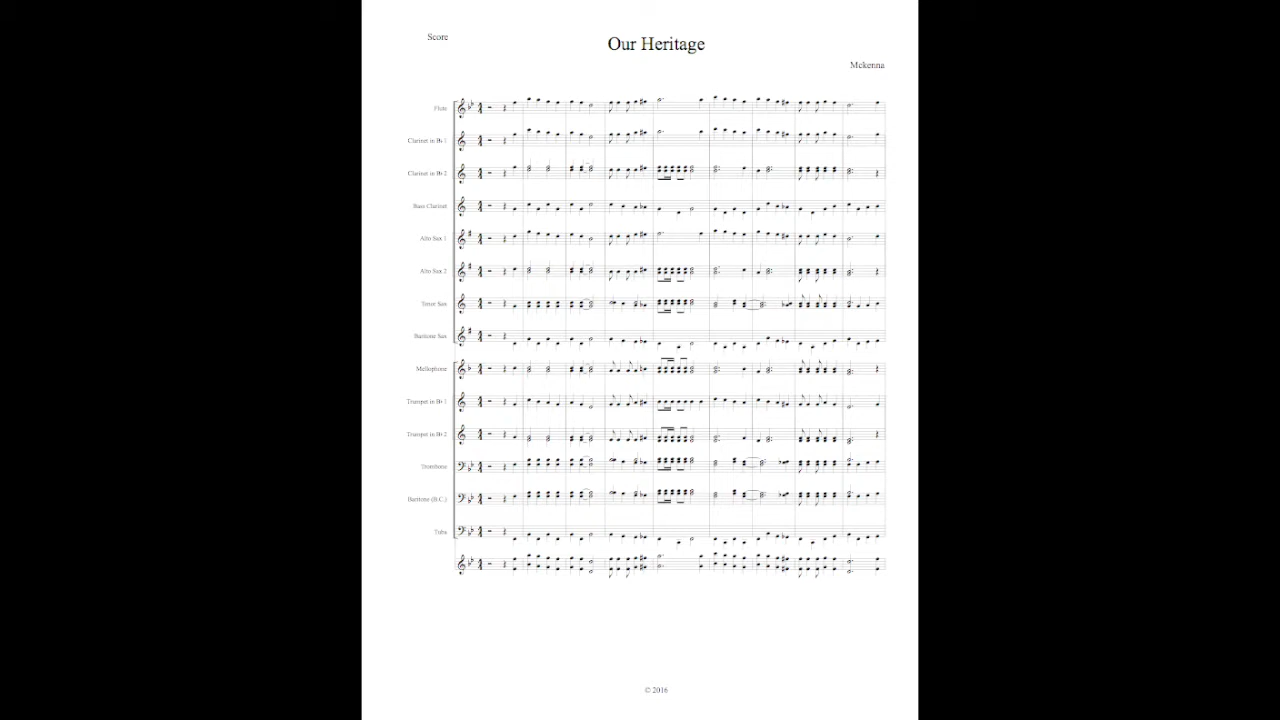 Score
Our Heritage
Mckenna
Flute
Clarinet in B♭ 1
Clarinet in B♭ 2
Bass Clarinet
Alto Sax 1
Alto Sax 2
Tenor Sax
Baritone Sax
Mellophone
Trumpet in B♭ 1
Trumpet in B♭ 2
Trombone
Baritone (B.C.)
Tuba
© 2016